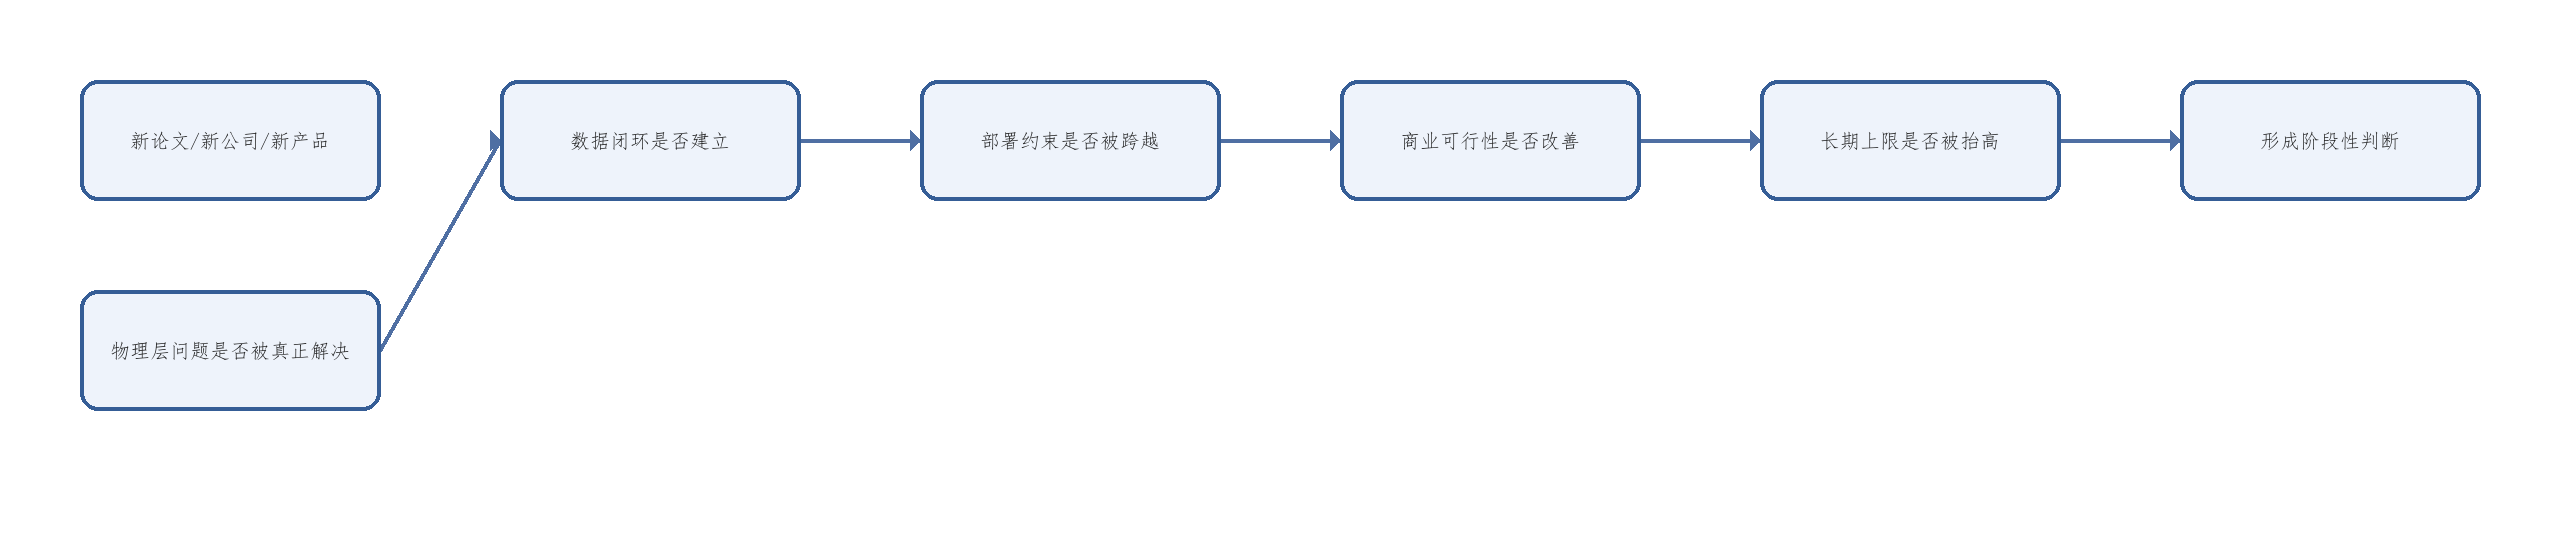 新论文/新公司/新产品
数据闭环是否建立
部署约束是否被跨越
商业可行性是否改善
长期上限是否被抬高
形成阶段性判断
物理层问题是否被真正解决